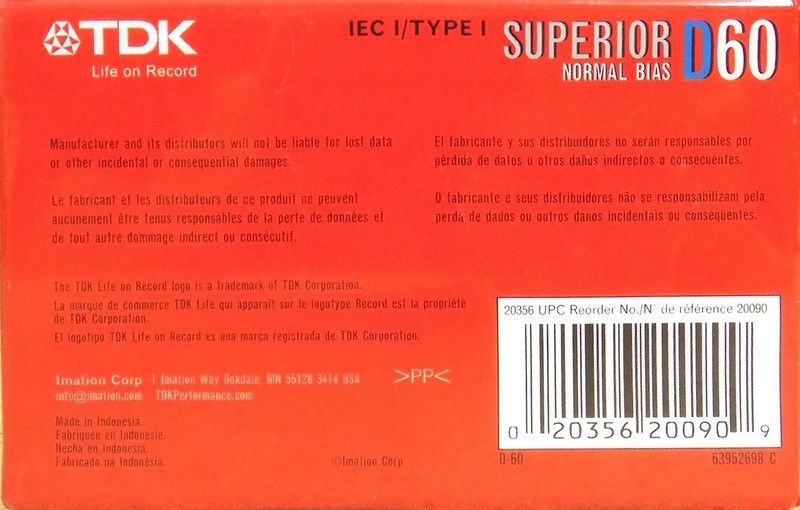 TDK
Life on Record
IEC I/TYPE I
SUPERIOR D60
NORMAL BIAS
Manufacturer and its distributors will not be liable for lost data
or other incidental or consequential damages.
Le fabricant et les distributeurs de ce produit ne peuvent
aucunement être tenus responsables de la perte de données et
de tout autre dommage indirect ou consécutif.
El fabricante y sus distribuidores no serán responsables por
pérdida de datos u otros daños indirectos o consecuentes.
O fabricante e seus distribuidores não se responsabilizam pela
perda de dados ou outros danos incidentais ou conseqüentes.
The TDK Life on Record logo is a trademark of TDK Corporation.
La marque de commerce TDK Life qui apparaît sur le logotype Record est la propriété
de TDK Corporation.
El logotipo TDK Life on Record es una marca registrada de TDK Corporation.
Imation Corp 1 Imation Way Oakdale, MN 55128 3414 USA
info@imation.com TDKPerformance.com
>PP<
Made in Indonesia.
Fabriquée en Indonésie.
Hecha en Indonesia.
Fabricado na Indonésia.
©Imation Corp
20356 UPC Reorder No./N° de référence 20090
0 20356 20090 9
D-60
63952698 C